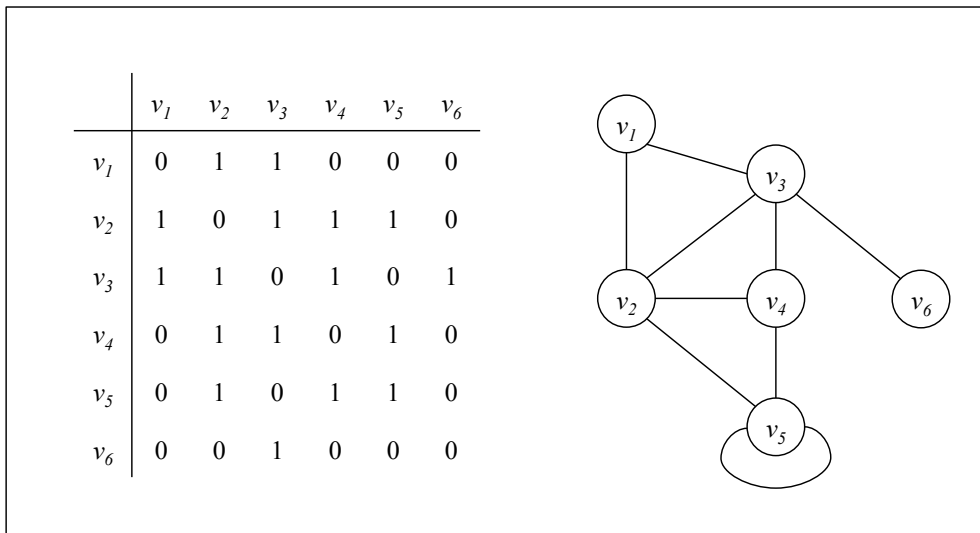 v1 v2 v3 v4 v5 v6
v1 0 1 1 0 0 0
v2 1 0 1 1 1 0
v3 1 1 0 1 0 1
v4 0 1 1 0 1 0
v5 0 1 0 1 1 0
v6 0 0 1 0 0 0
v1
v3
v2 v4 v6
v5